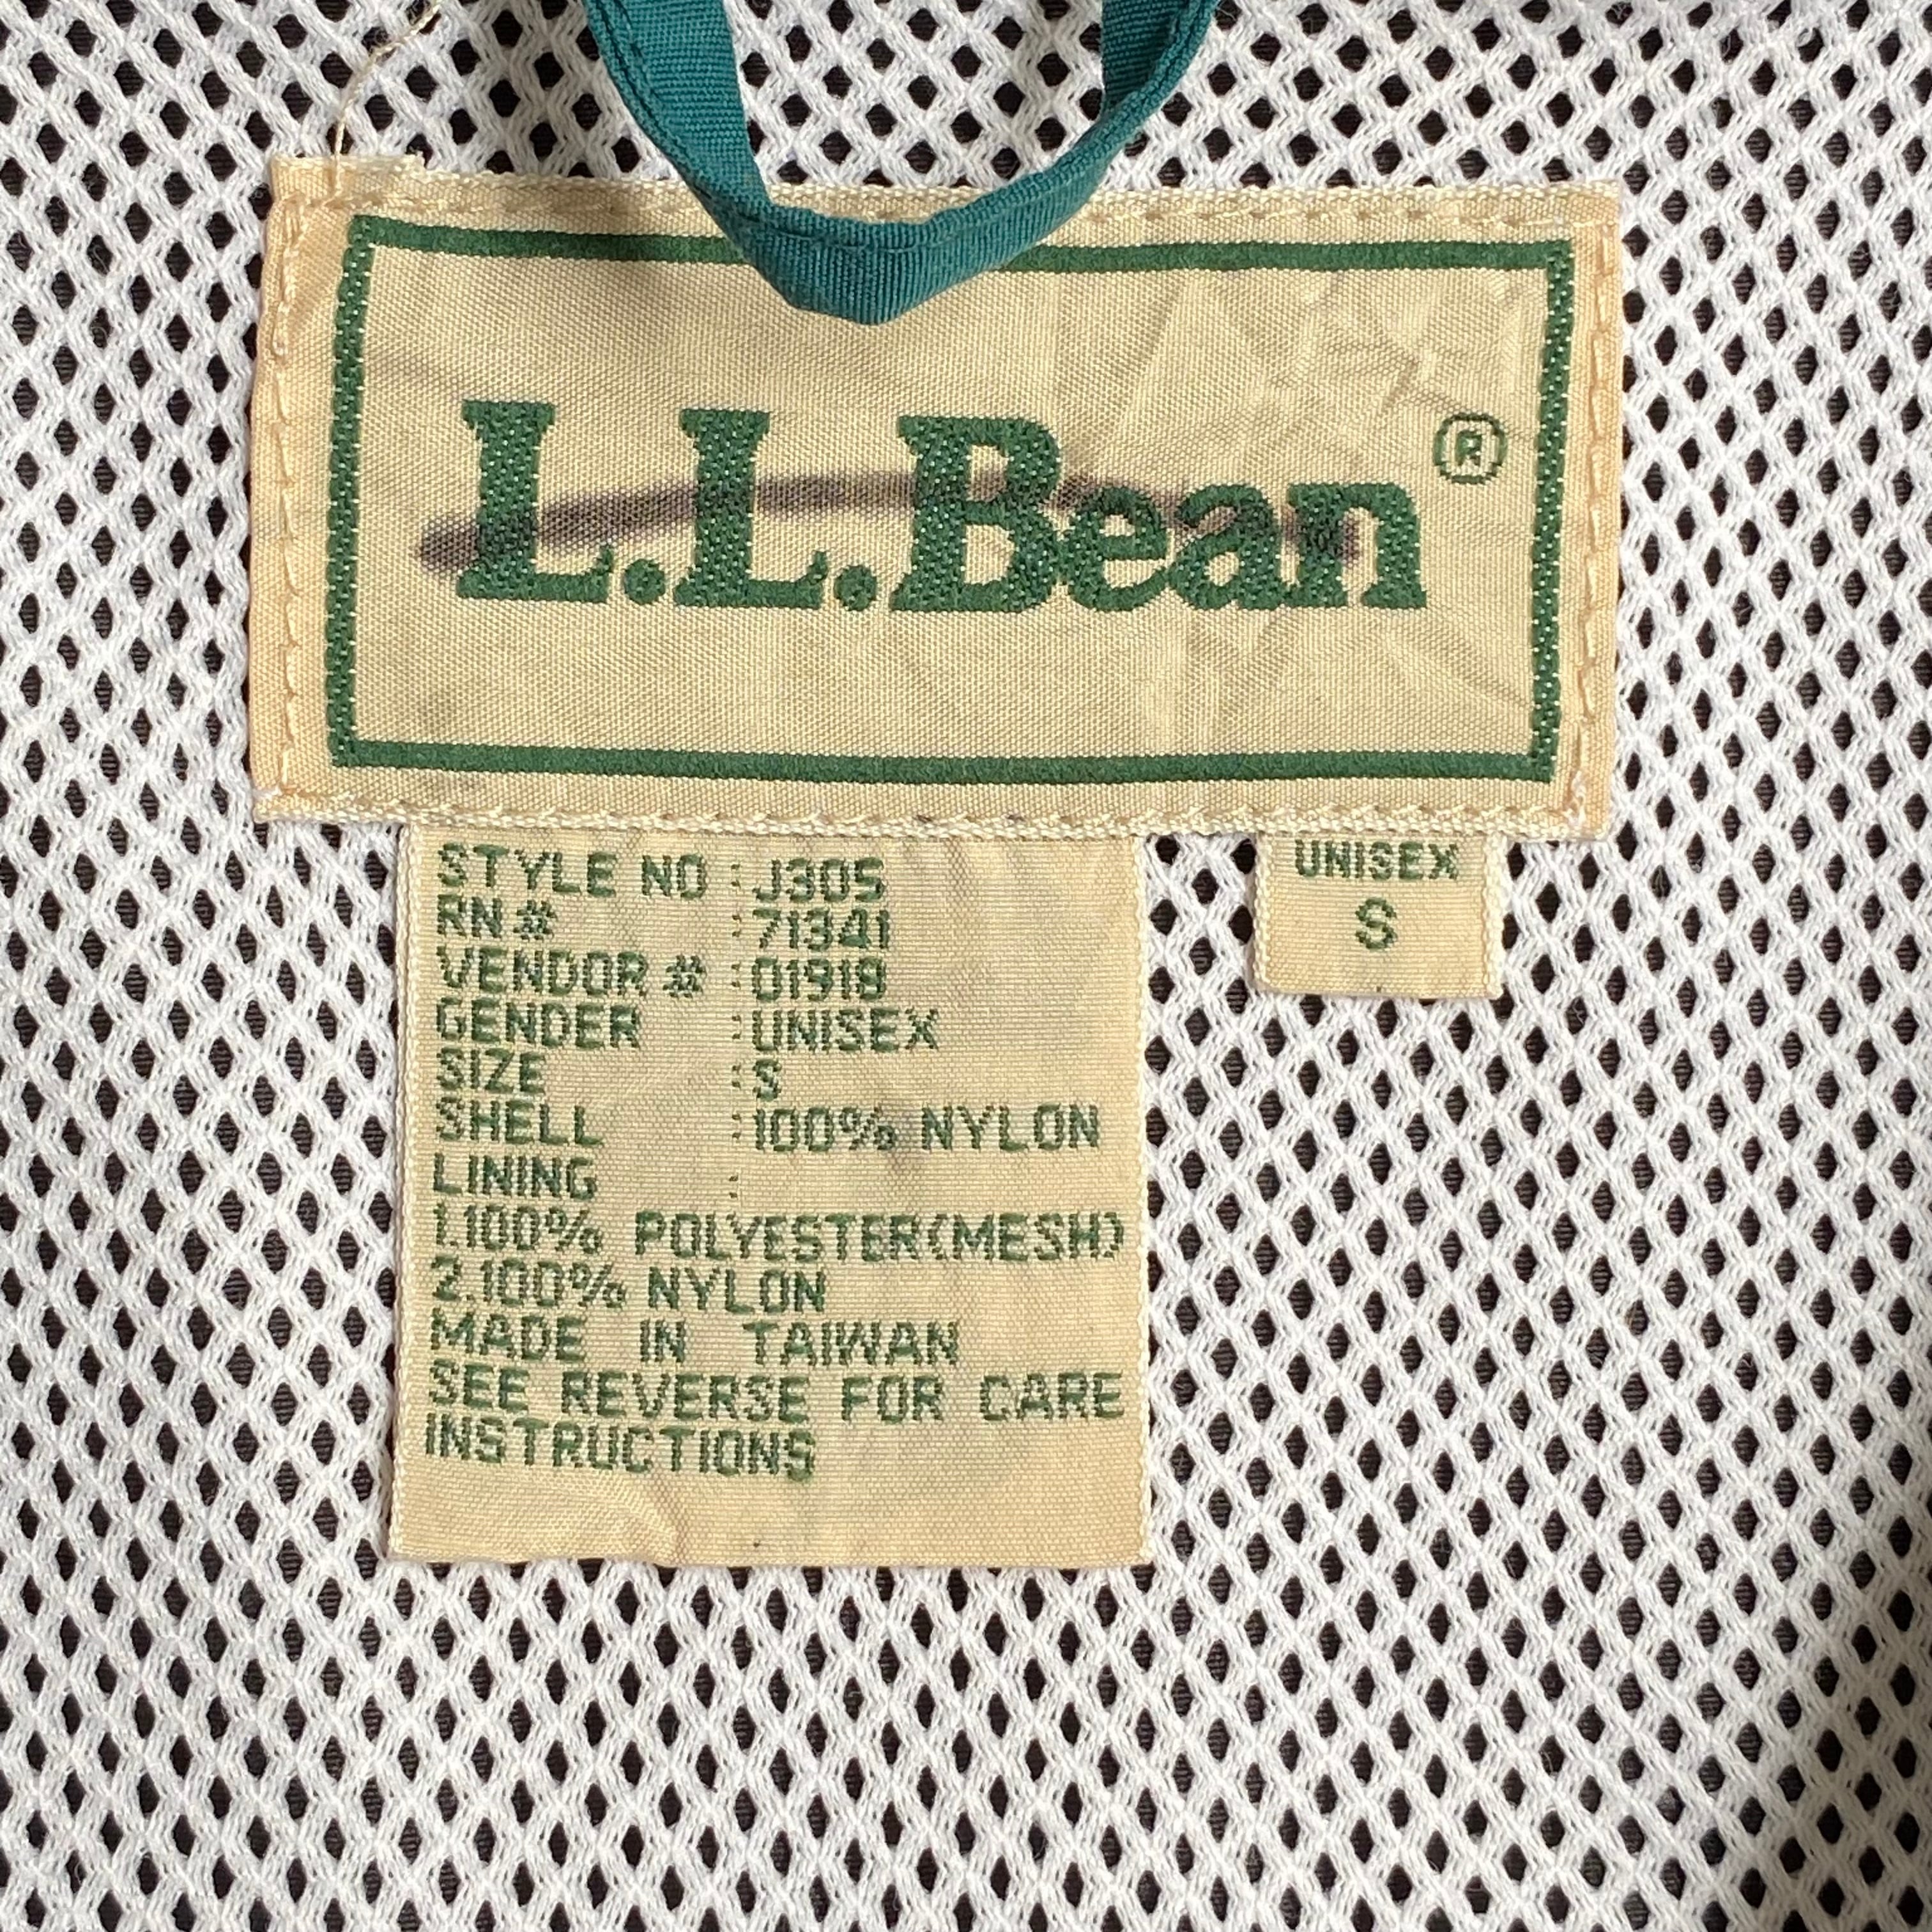 L.L.Bean®
STYLE NO : J305
RN# : 71341
VENDOR # : 01918
GENDER : UNISEX
SIZE : S
SHELL : 100% NYLON
LINING :
1.100% POLYESTER(MESH)
2.100% NYLON
MADE IN TAIWAN
SEE REVERSE FOR CARE
INSTRUCTIONS
UNISEX
S